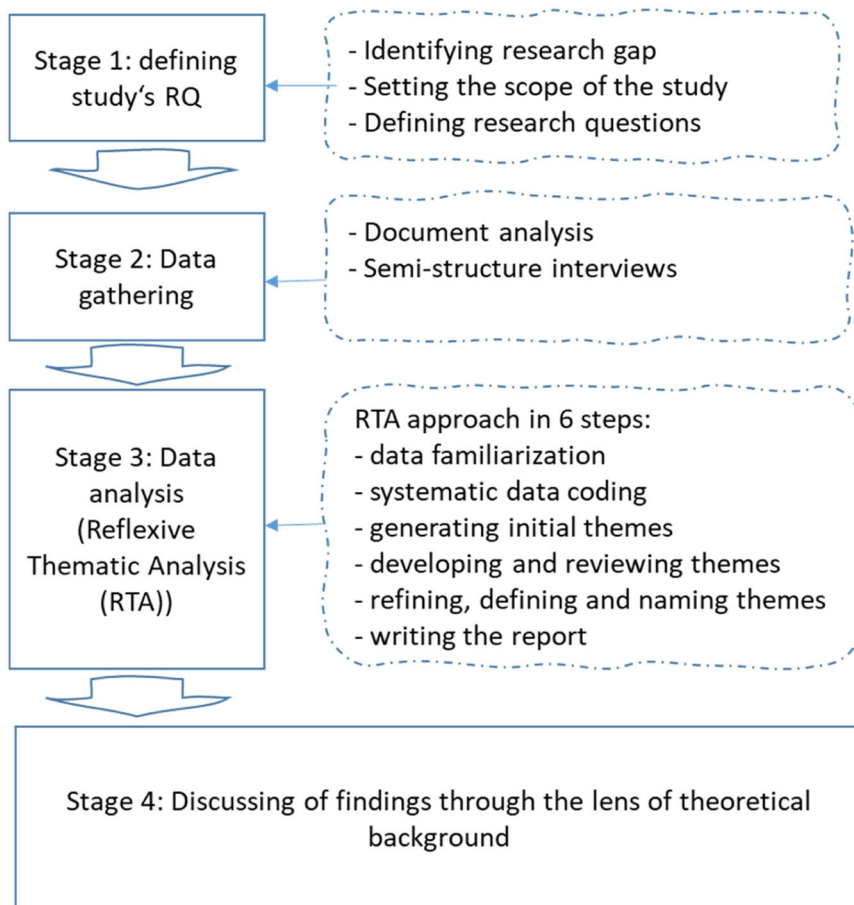 Stage 1: defining
study‘s RQ
- Identifying research gap
- Setting the scope of the study
- Defining research questions
Stage 2: Data
gathering
- Document analysis
- Semi-structure interviews
Stage 3: Data
analysis
(Reflexive
Thematic Analysis
(RTA))
RTA approach in 6 steps:
- data familiarization
- systematic data coding
- generating initial themes
- developing and reviewing themes
- refining, defining and naming themes
- writing the report
Stage 4: Discussing of findings through the lens of theoretical
background